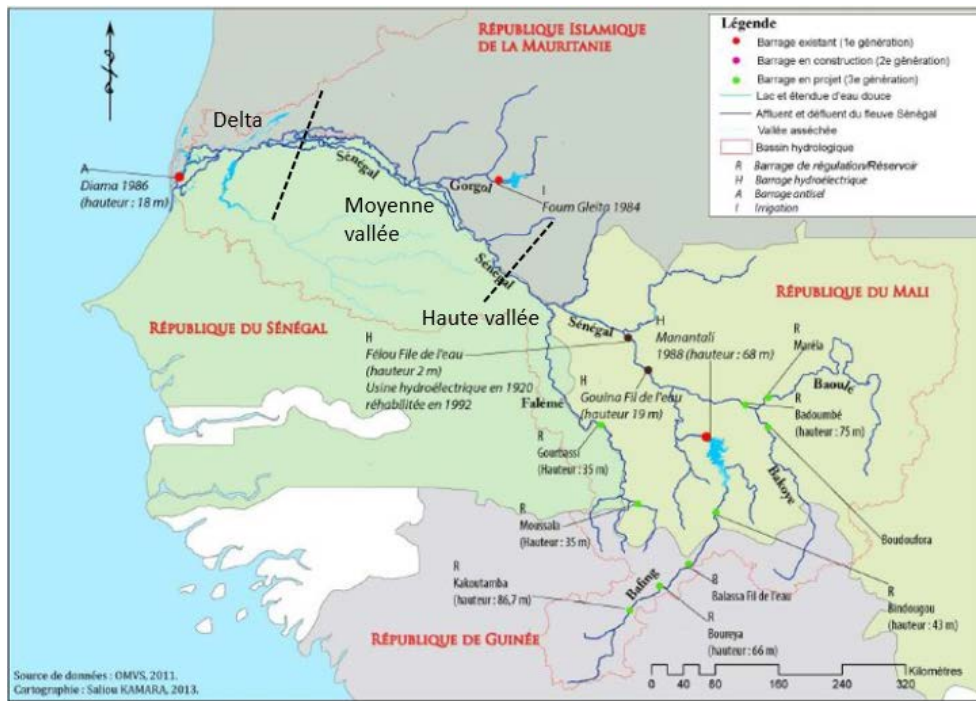 RÉPUBLIQUE ISLAMIQUE
DE LA MAURITANIE
Légende
Barrage existant (1e génération)
Barrage en construction (2e génération)
Barrage en projet (3e génération)
Lac et étendue d'eau douce
Affluent et défluent du fleuve Sénégal
Vallée asséchée
Bassin hydrologique
R Barrage de régulation/Réservoir
H Barrage hydroélectrique
A Barrage antisel
I Irrigation
Delta
Sénégal
Gorgol
A
Diama 1986
(hauteur : 18 m)
I
Foum Gleita 1984
Moyenne
vallée
Sénégal
Haute vallée
RÉPUBLIQUE DU MALI
RÉPUBLIQUE DU SÉNÉGAL
Sénégal
H
Manantali
1988 (hauteur : 68 m)
R
Maréla
H
Félou File de l'eau
(hauteur 2 m)
Usine hydroélectrique en 1920
réhabilitée en 1992
H
Gouina Fil de l'eau
(hauteur 19 m)
Baoulé
R
Badoumbé
(hauteur : 75 m)
Falémé
R
Gourbassi
(Hauteur : 35 m)
Bakoye
R
Moussala
(Hauteur : 35 m)
Boudoufora
R
Kakoutamba
(hauteur : 86,7 m)
Bafing
R
Balassa Fil de l'eau
R
Bindougou
(hauteur : 43 m)
R
Boureya
(hauteur : 66 m)
RÉPUBLIQUE DE GUINÉE
Kilomètres
0 40 80 160 240 320
Source de données : OMVS, 2011.
Cartographie : Saliou KAMARA, 2013.